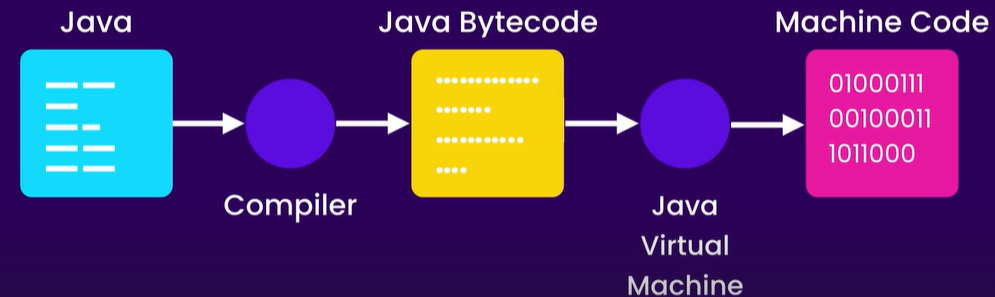 Java
Java Bytecode
Machine Code
01000111
00100011
1011000
Compiler
Java
Virtual
Machine